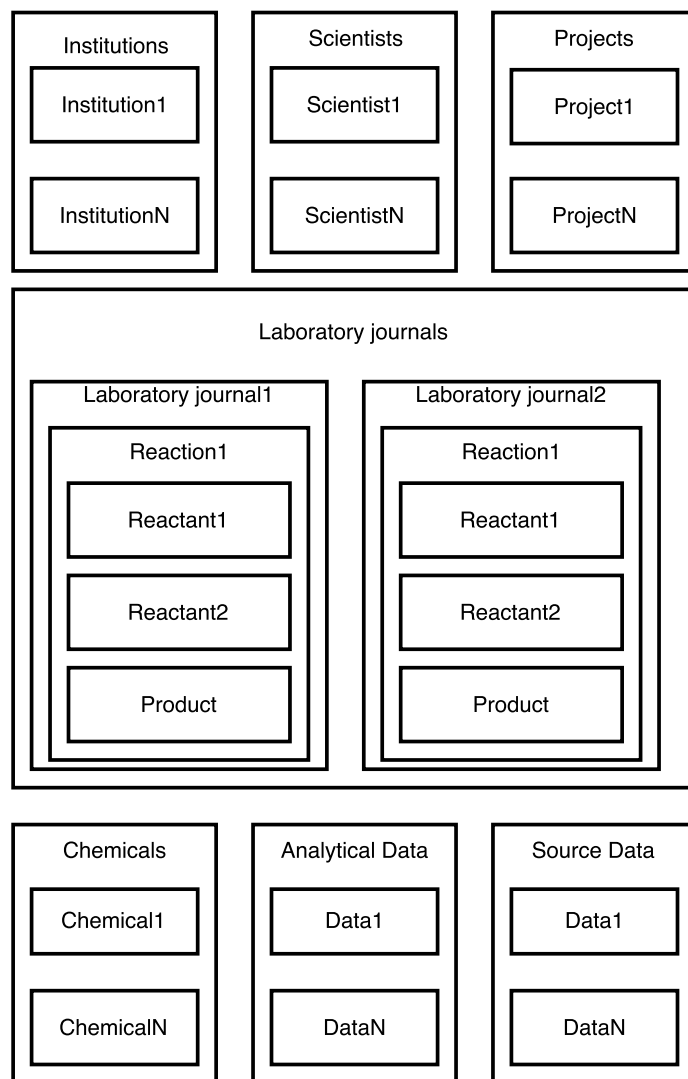 Institutions
Institution1
InstitutionN
Scientists
Scientist1
ScientistN
Projects
Project1
ProjectN
Laboratory journals
Laboratory journal1
Reaction1
Reactant1
Reactant2
Product
Laboratory journal2
Reaction1
Reactant1
Reactant2
Product
Chemicals
Chemical1
ChemicalN
Analytical Data
Data1
DataN
Source Data
Data1
DataN